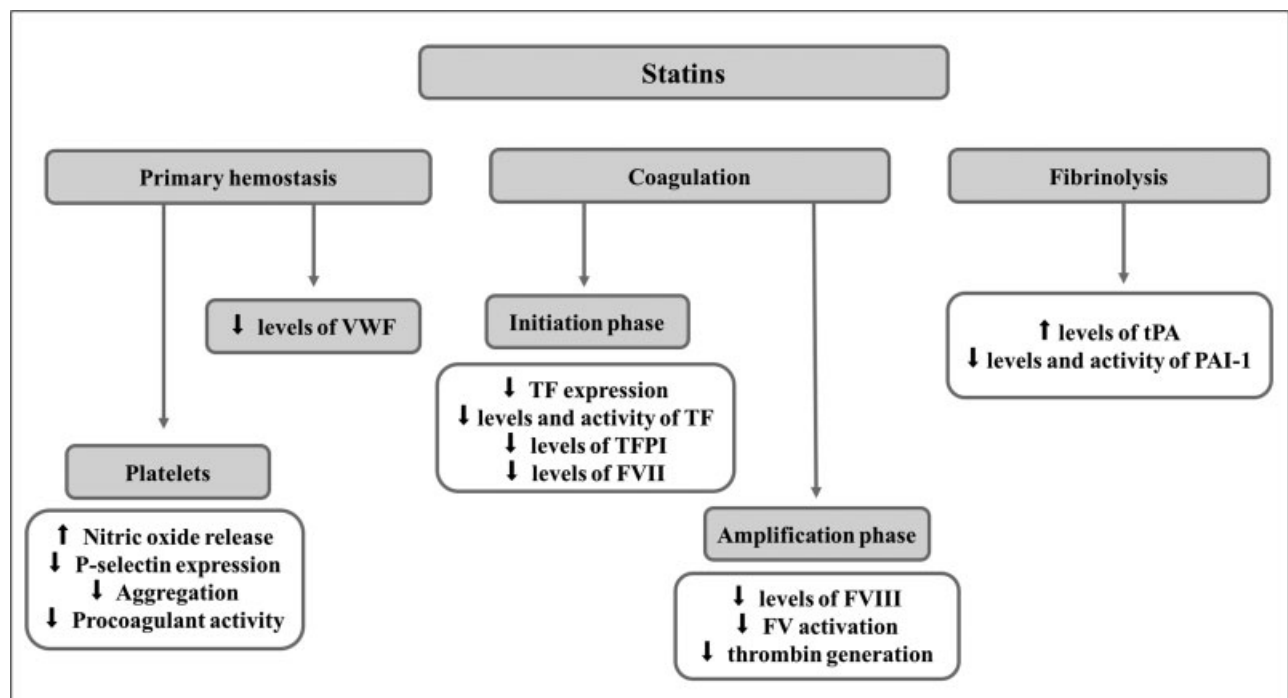 Statins
Primary hemostasis
Coagulation
Fibrinolysis
⬇ levels of VWF
Initiation phase
⬆ levels of tPA
⬇ levels and activity of PAI-1
⬇ TF expression
⬇ levels and activity of TF
⬇ levels of TFPI
⬇ levels of FVII
Platelets
⬆ Nitric oxide release
⬇ P-selectin expression
⬇ Aggregation
⬇ Procoagulant activity
Amplification phase
⬇ levels of FVIII
⬇ FV activation
⬇ thrombin generation